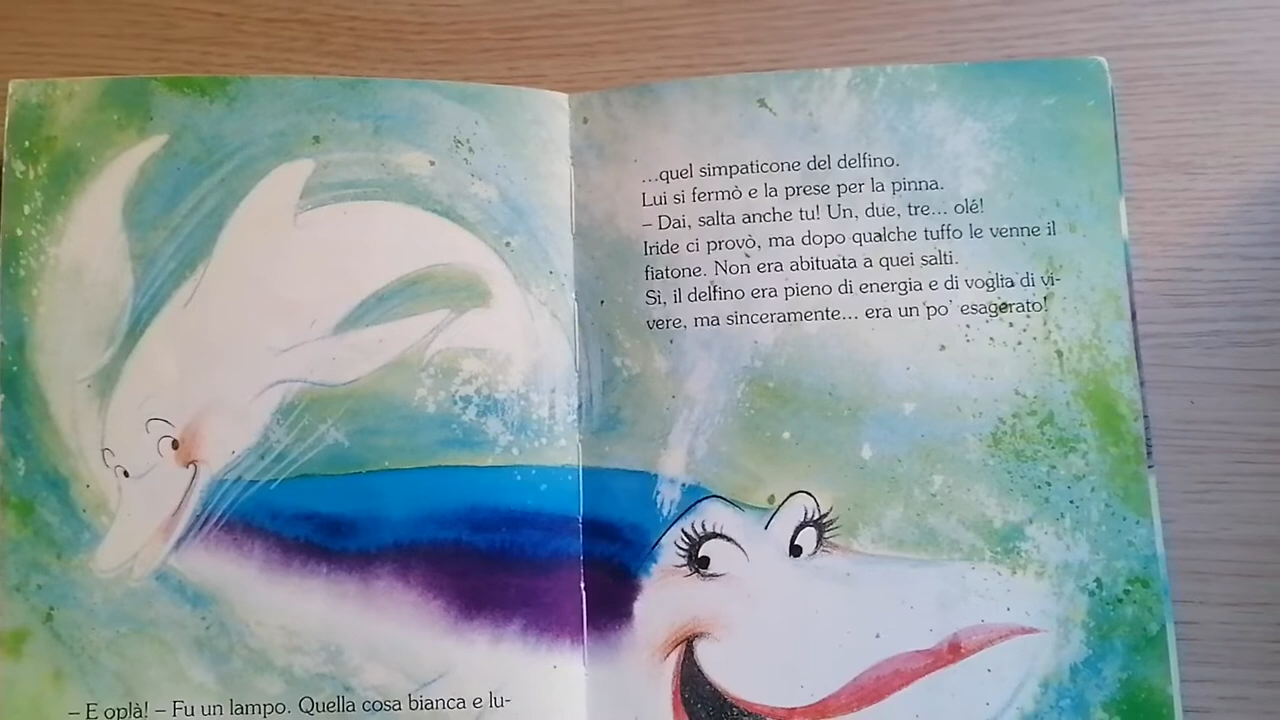 – E oplà! – Fu un lampo. Quella cosa bianca e lu-
...quel simpaticone del delfino.
Lui si fermò e la prese per la pinna.
– Dai, salta anche tu! Un, due, tre... olé!
Iride ci provò, ma dopo qualche tuffo le venne il
fiatone. Non era abituata a quei salti.
Sì, il delfino era pieno di energia e di voglia di vi-
vere, ma sinceramente... era un po' esagerato!